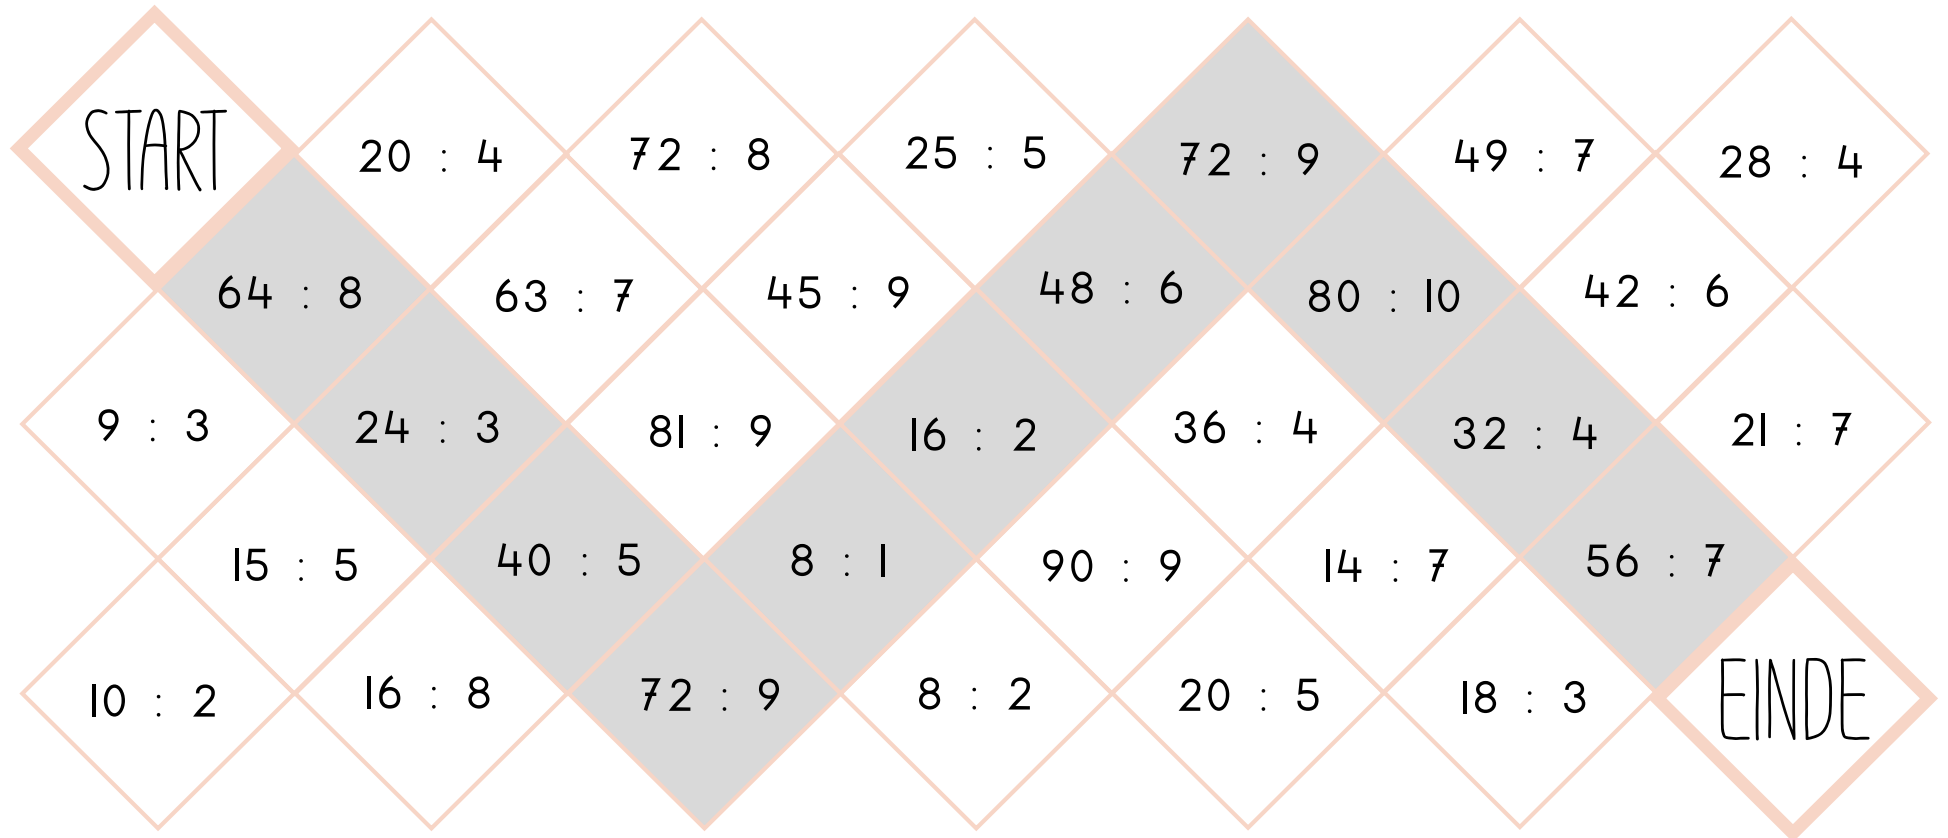 START 20 : 4 72 : 8 25 : 5 72 : 9 49 : 7 28 : 4
64 : 8 63 : 7 45 : 9 48 : 6 80 : 10 42 : 6
9 : 3 24 : 3 81 : 9 16 : 2 36 : 4 32 : 4 21 : 7
15 : 5 40 : 5 8 : 1 90 : 9 14 : 7 56 : 7
10 : 2 16 : 8 72 : 9 8 : 2 20 : 5 18 : 3 EINDE